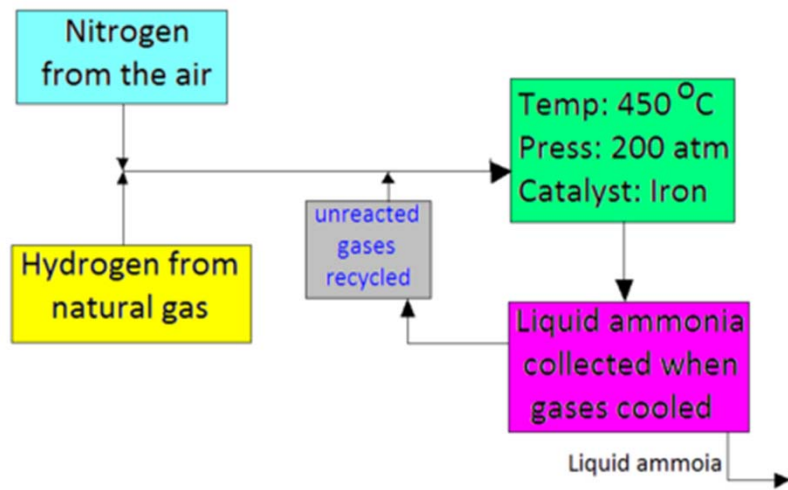 Nitrogen
from the air
Temp: 450 °C
Press: 200 atm
Catalyst: Iron
unreacted
gases
recycled
Hydrogen from
natural gas
Liquid ammonia
collected when
gases cooled
Liquid ammoia